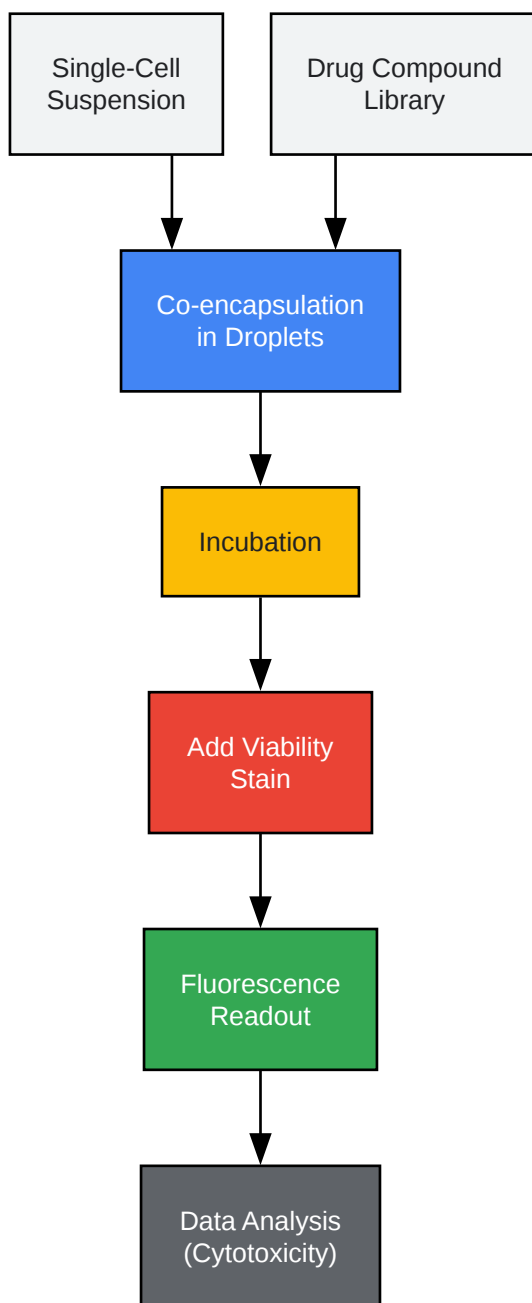 Single-Cell
Suspension
Drug Compound
Library
Co-encapsulation
in Droplets
Incubation
Add Viability
Stain
Fluorescence
Readout
Data Analysis
(Cytotoxicity)